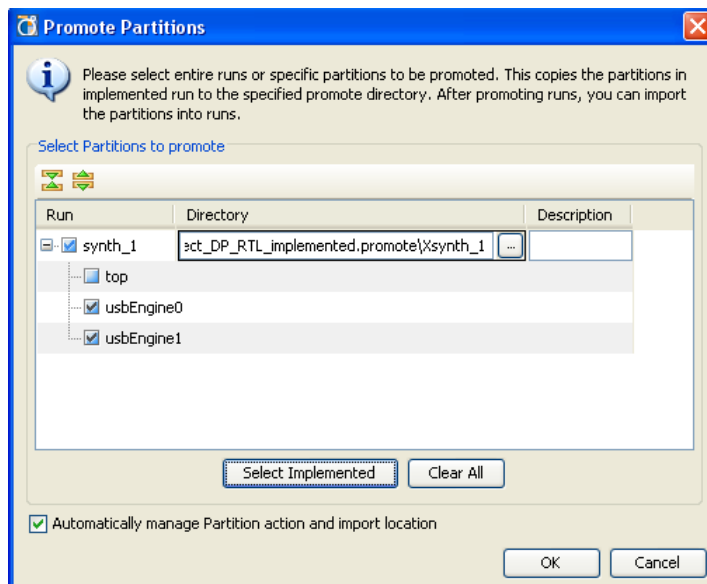 Promote Partitions
Please select entire runs or specific partitions to be promoted. This copies the partitions in
implemented run to the specified promote directory. After promoting runs, you can import
the partitions into runs.
Select Partitions to promote
Run Directory Description
synth_1 ect_DP_RTL_implemented.promote\Xsynth_1 ...
top
usbEngine0
usbEngine1
Select Implemented Clear All
Automatically manage Partition action and import location
OK Cancel